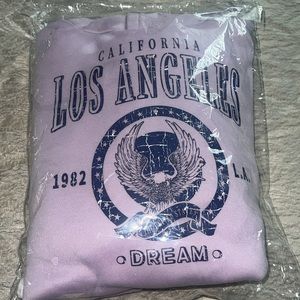 CALIFORNIA
LOS ANGELES
1982 L.A.
DREAM